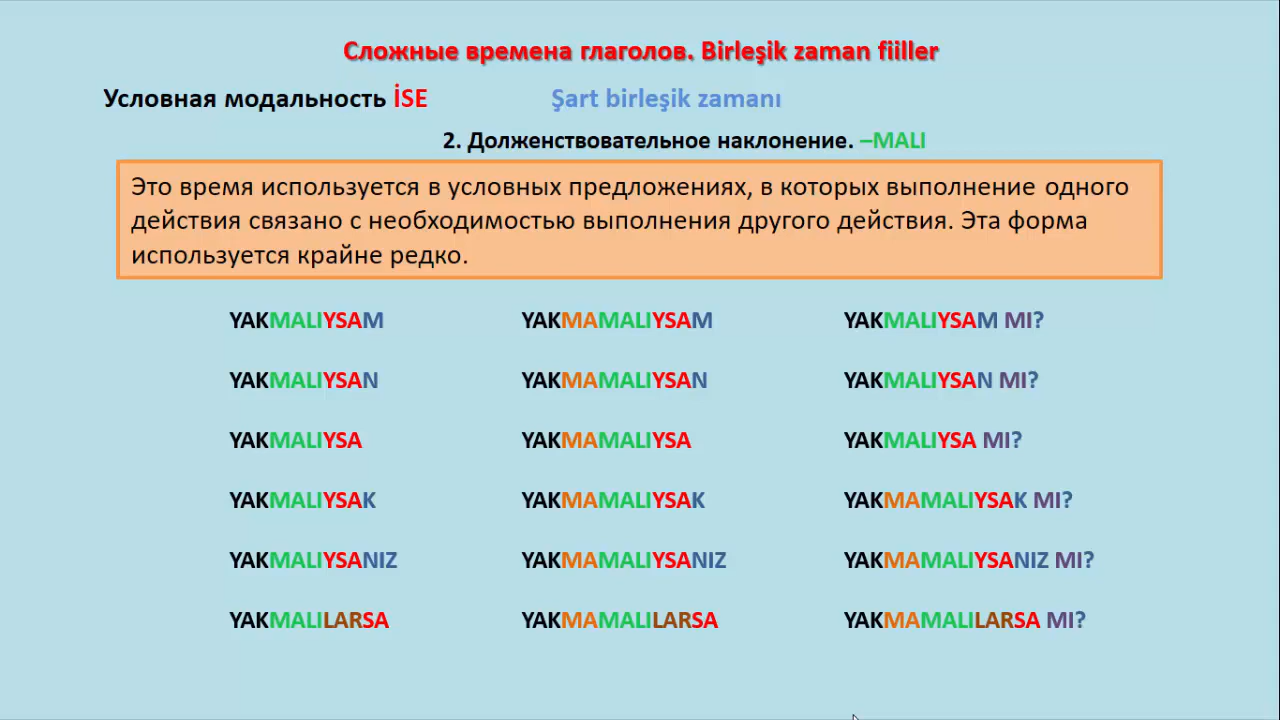 Сложные времена глаголов. Birleşik zaman fiiller
Условная модальность İSE Şart birleşik zamanı
2. Долженствовательное наклонение. –MALI
Это время используется в условных предложениях, в которых выполнение одного
действия связано с необходимостью выполнения другого действия. Эта форма
используется крайне редко.
YAKMALIYSAM YAKMAMALIYSAM YAKMALIYSAM MI?
YAKMALIYSAN YAKMAMALIYSAN YAKMALIYSAN MI?
YAKMALIYSA YAKMAMALIYSA YAKMALIYSA MI?
YAKMALIYSAK YAKMAMALIYSAK YAKMAMALIYSAK MI?
YAKMALIYSANIZ YAKMAMALIYSANIZ YAKMAMALIYSANIZ MI?
YAKMALILARSA YAKMAMALILARSA YAKMAMALILARSA MI?